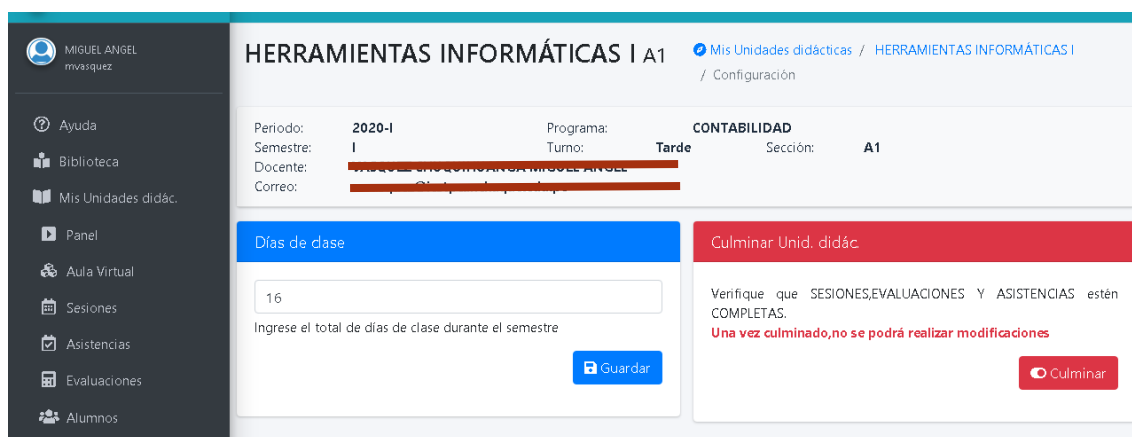 MIGUEL ANGEL
mvasquez
Ayuda
Biblioteca
Mis Unidades didác.
Panel
Aula Virtual
Sesiones
Asistencias
Evaluaciones
Alumnos
HERRAMIENTAS INFORMÁTICAS I A1
Mis Unidades didácticas / HERRAMIENTAS INFORMÁTICAS I
/ Configuración
Periodo: 2020-I Programa: CONTABILIDAD
Semestre: I Turno: Tarde Sección: A1
Docente:
Correo:
Días de clase
16
Ingrese el total de días de clase durante el semestre
Guardar
Culminar Unid. didác.
Verifique que SESIONES,EVALUACIONES Y ASISTENCIAS estén
COMPLETAS.
Una vez culminado,no se podrá realizar modificaciones
Culminar